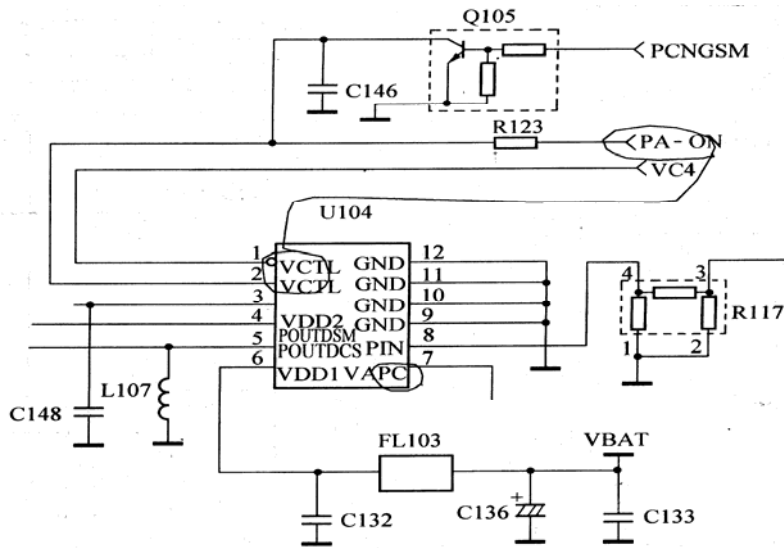 Q105
PCNGSM
C146
R123
PA-ON
VC4
U104
1
VCTL
GND
12
2
VCTL
GND
11
3
GND
10
4
VDD2
GND
9
5
POUTDSM
POUTDCS
PIN
8
6
VDD1
VAPC
7
4
3
R117
1
2
L107
C148
FL103
VBAT
C132
+
C136
C133